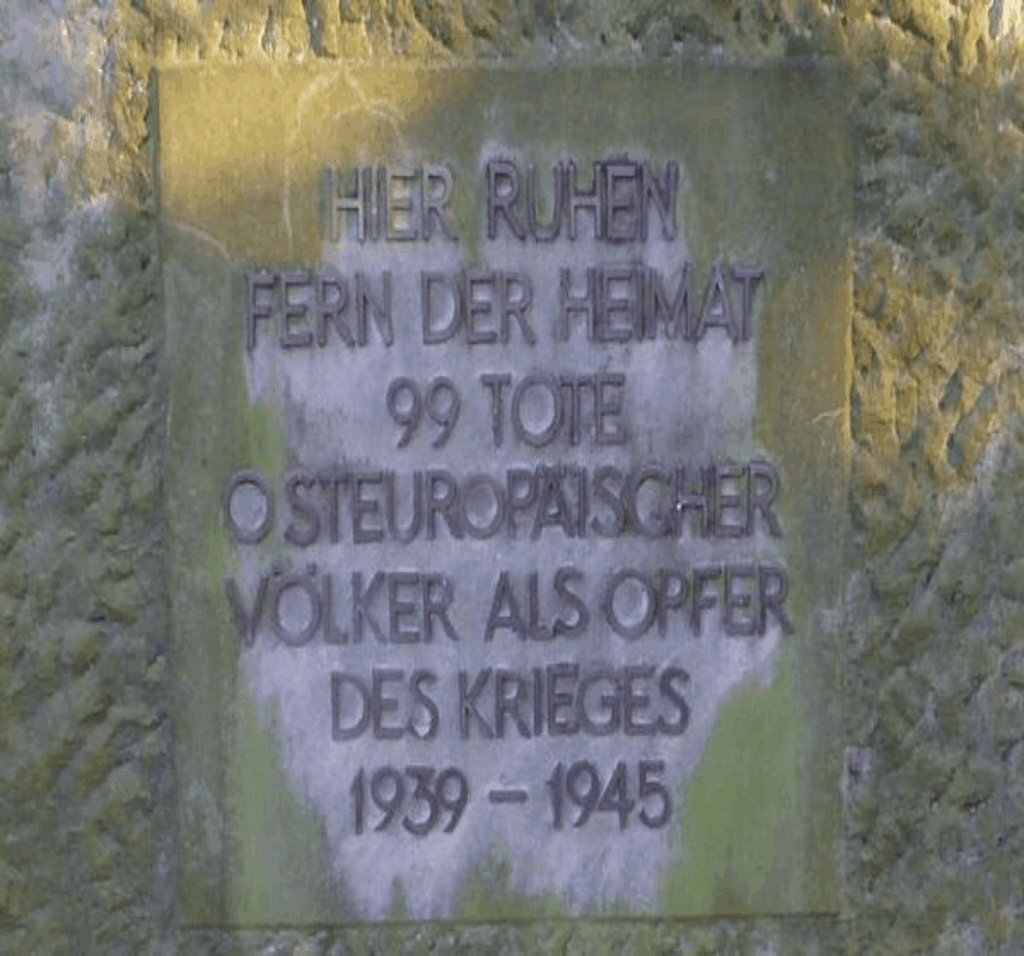 HIER RUHEN
FERN DER HEIMAT
99 TOTE
OSTEUROPÄISCHER
VÖLKER ALS OPFER
DES KRIEGES
1939 – 1945